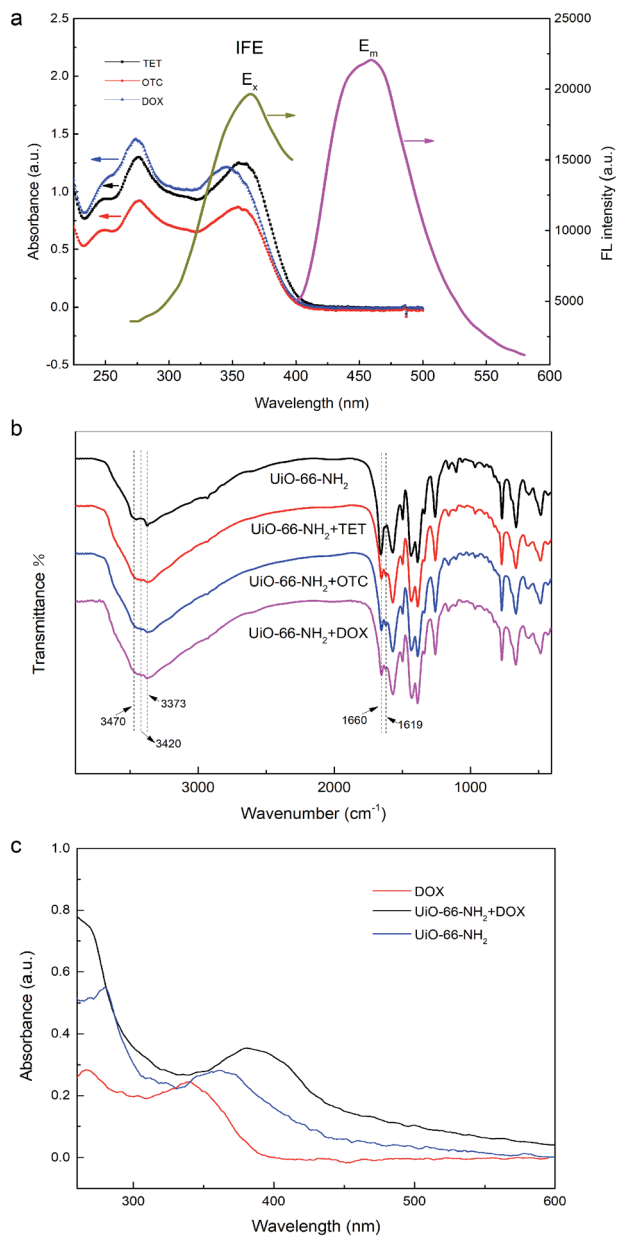 a
2.5
2.0
1.5
1.0
0.5
0.0
-0.5
Absorbance (a.u.)
TET
OTC
DOX
IFE
Ex
Em
25000
20000
15000
10000
5000
FL intensity (a.u.)
250 300 350 400 450 500 550 600
Wavelength (nm)
b
Transmittance %
UiO-66-NH2
UiO-66-NH2+TET
UiO-66-NH2+OTC
UiO-66-NH2+DOX
3373
3470
3420
1660
1619
3000 2000 1000
Wavenumber (cm-1)
c
1.0
0.8
0.6
0.4
0.2
0.0
Absorbance (a.u.)
DOX
UiO-66-NH2+DOX
UiO-66-NH2
300 400 500 600
Wavelength (nm)